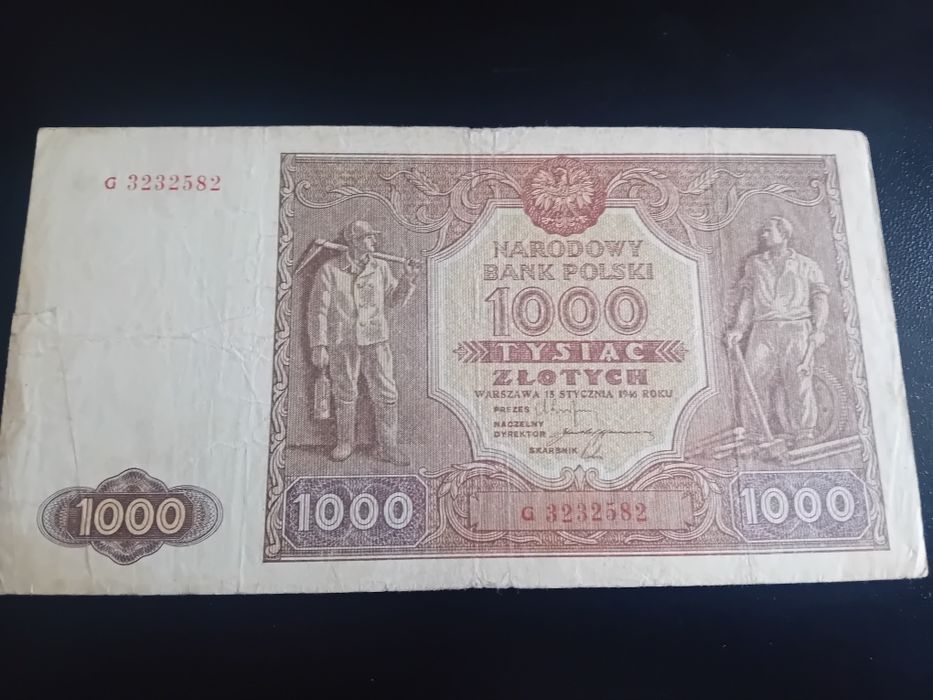 G 3232582
NARODOWY
BANK POLSKI
1000
TYSIĄC
ZŁOTYCH
WARSZAWA 15 STYCZNIA 1946 ROKU
PREZES
NACZELNY
DYREKTOR
SKARBNIK
1000
1000
G 3232582
1000